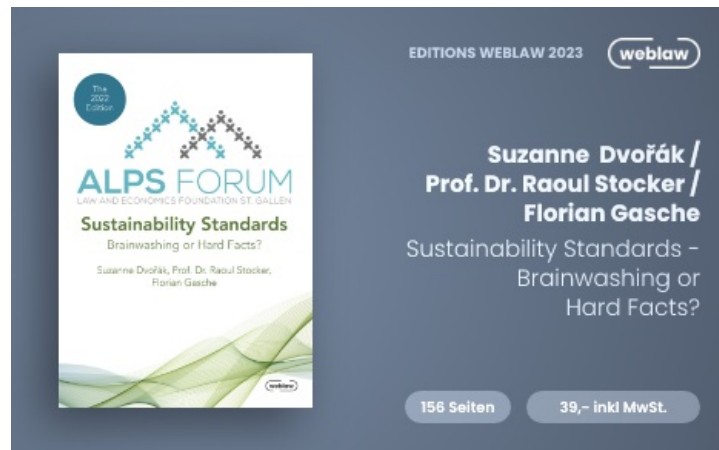 The
2022
Edition
ALPS FORUM
LAW AND ECONOMICS FOUNDATION ST. GALLEN
Sustainability Standards
Brainwashing or Hard Facts?
Suzanne Dvořák, Prof. Dr. Raoul Stocker,
Florian Gasche
weblaw
EDITIONS WEBLAW 2023
weblaw
Suzanne Dvořák /
Prof. Dr. Raoul Stocker /
Florian Gasche
Sustainability Standards -
Brainwashing or
Hard Facts?
156 Seiten
39,- inkl MwSt.